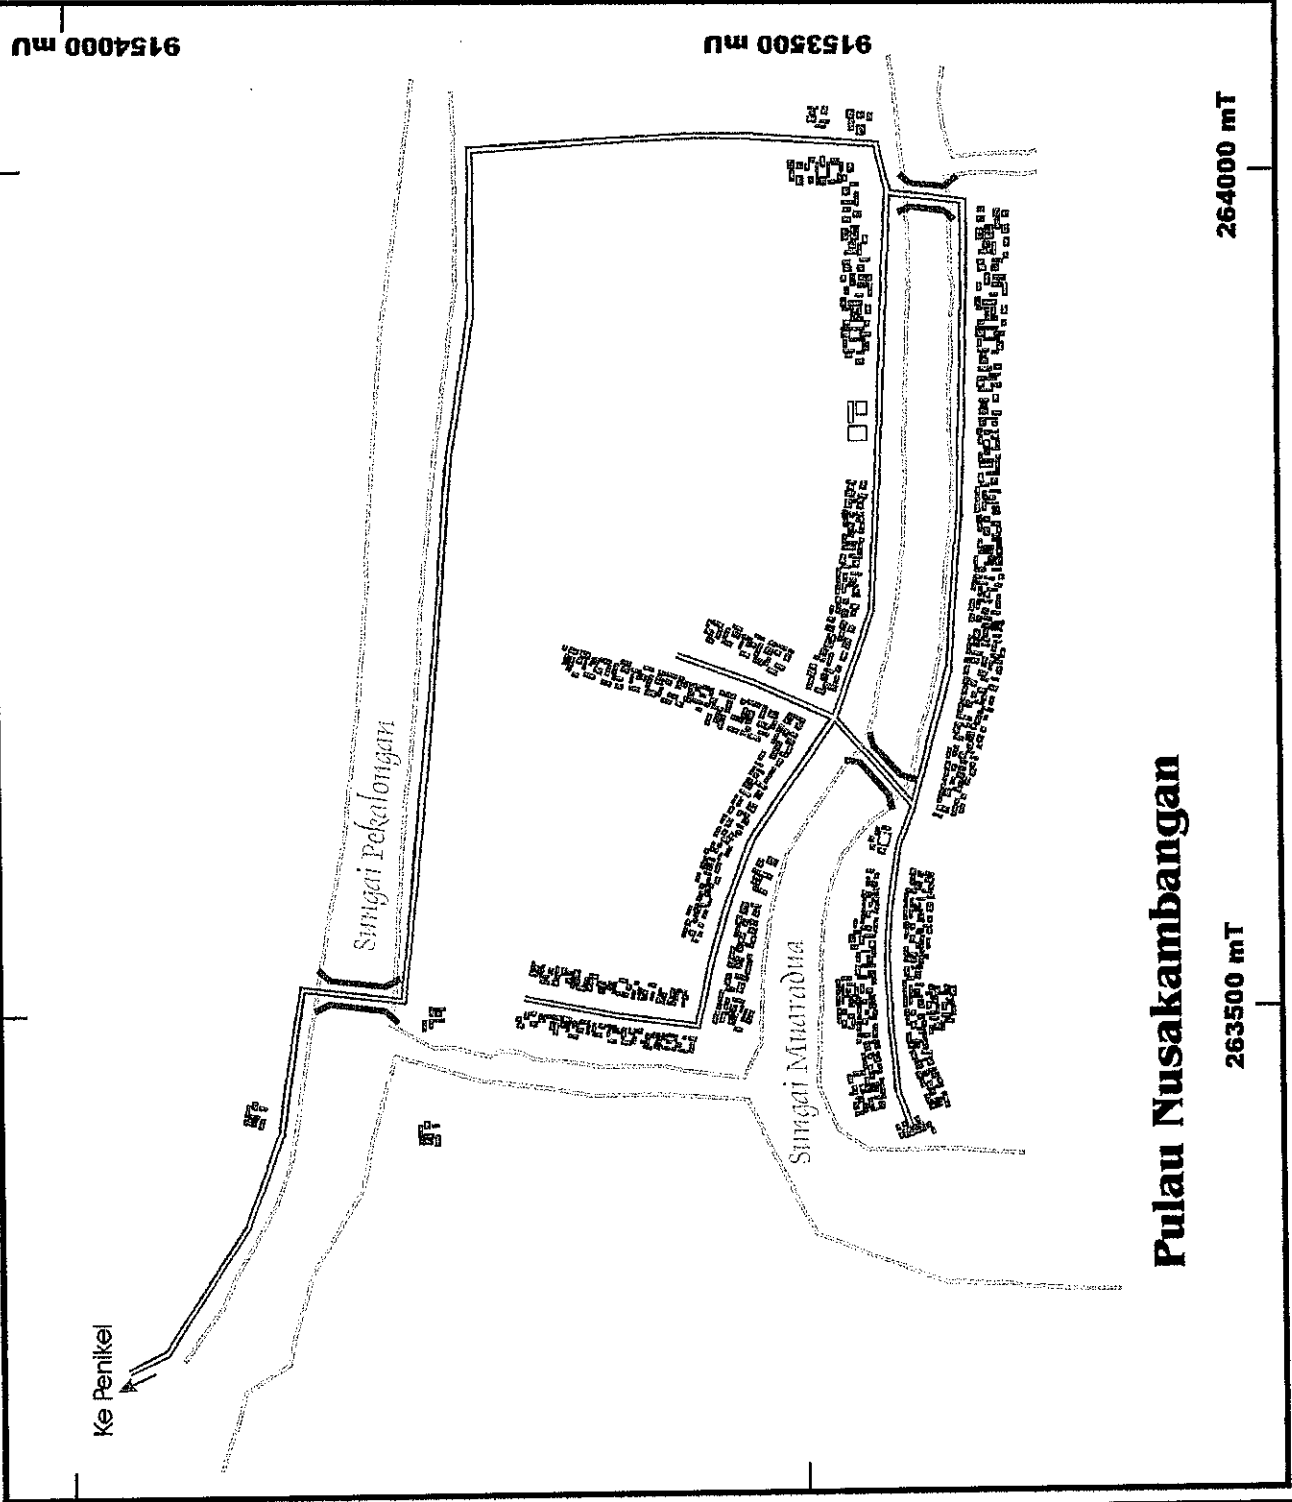 9154000 mU
9153500 mU
Ke Penikel
Sungai Pekalongan
Sungai Muaradua
Pulau Nusakambangan
263500 mT
264000 mT